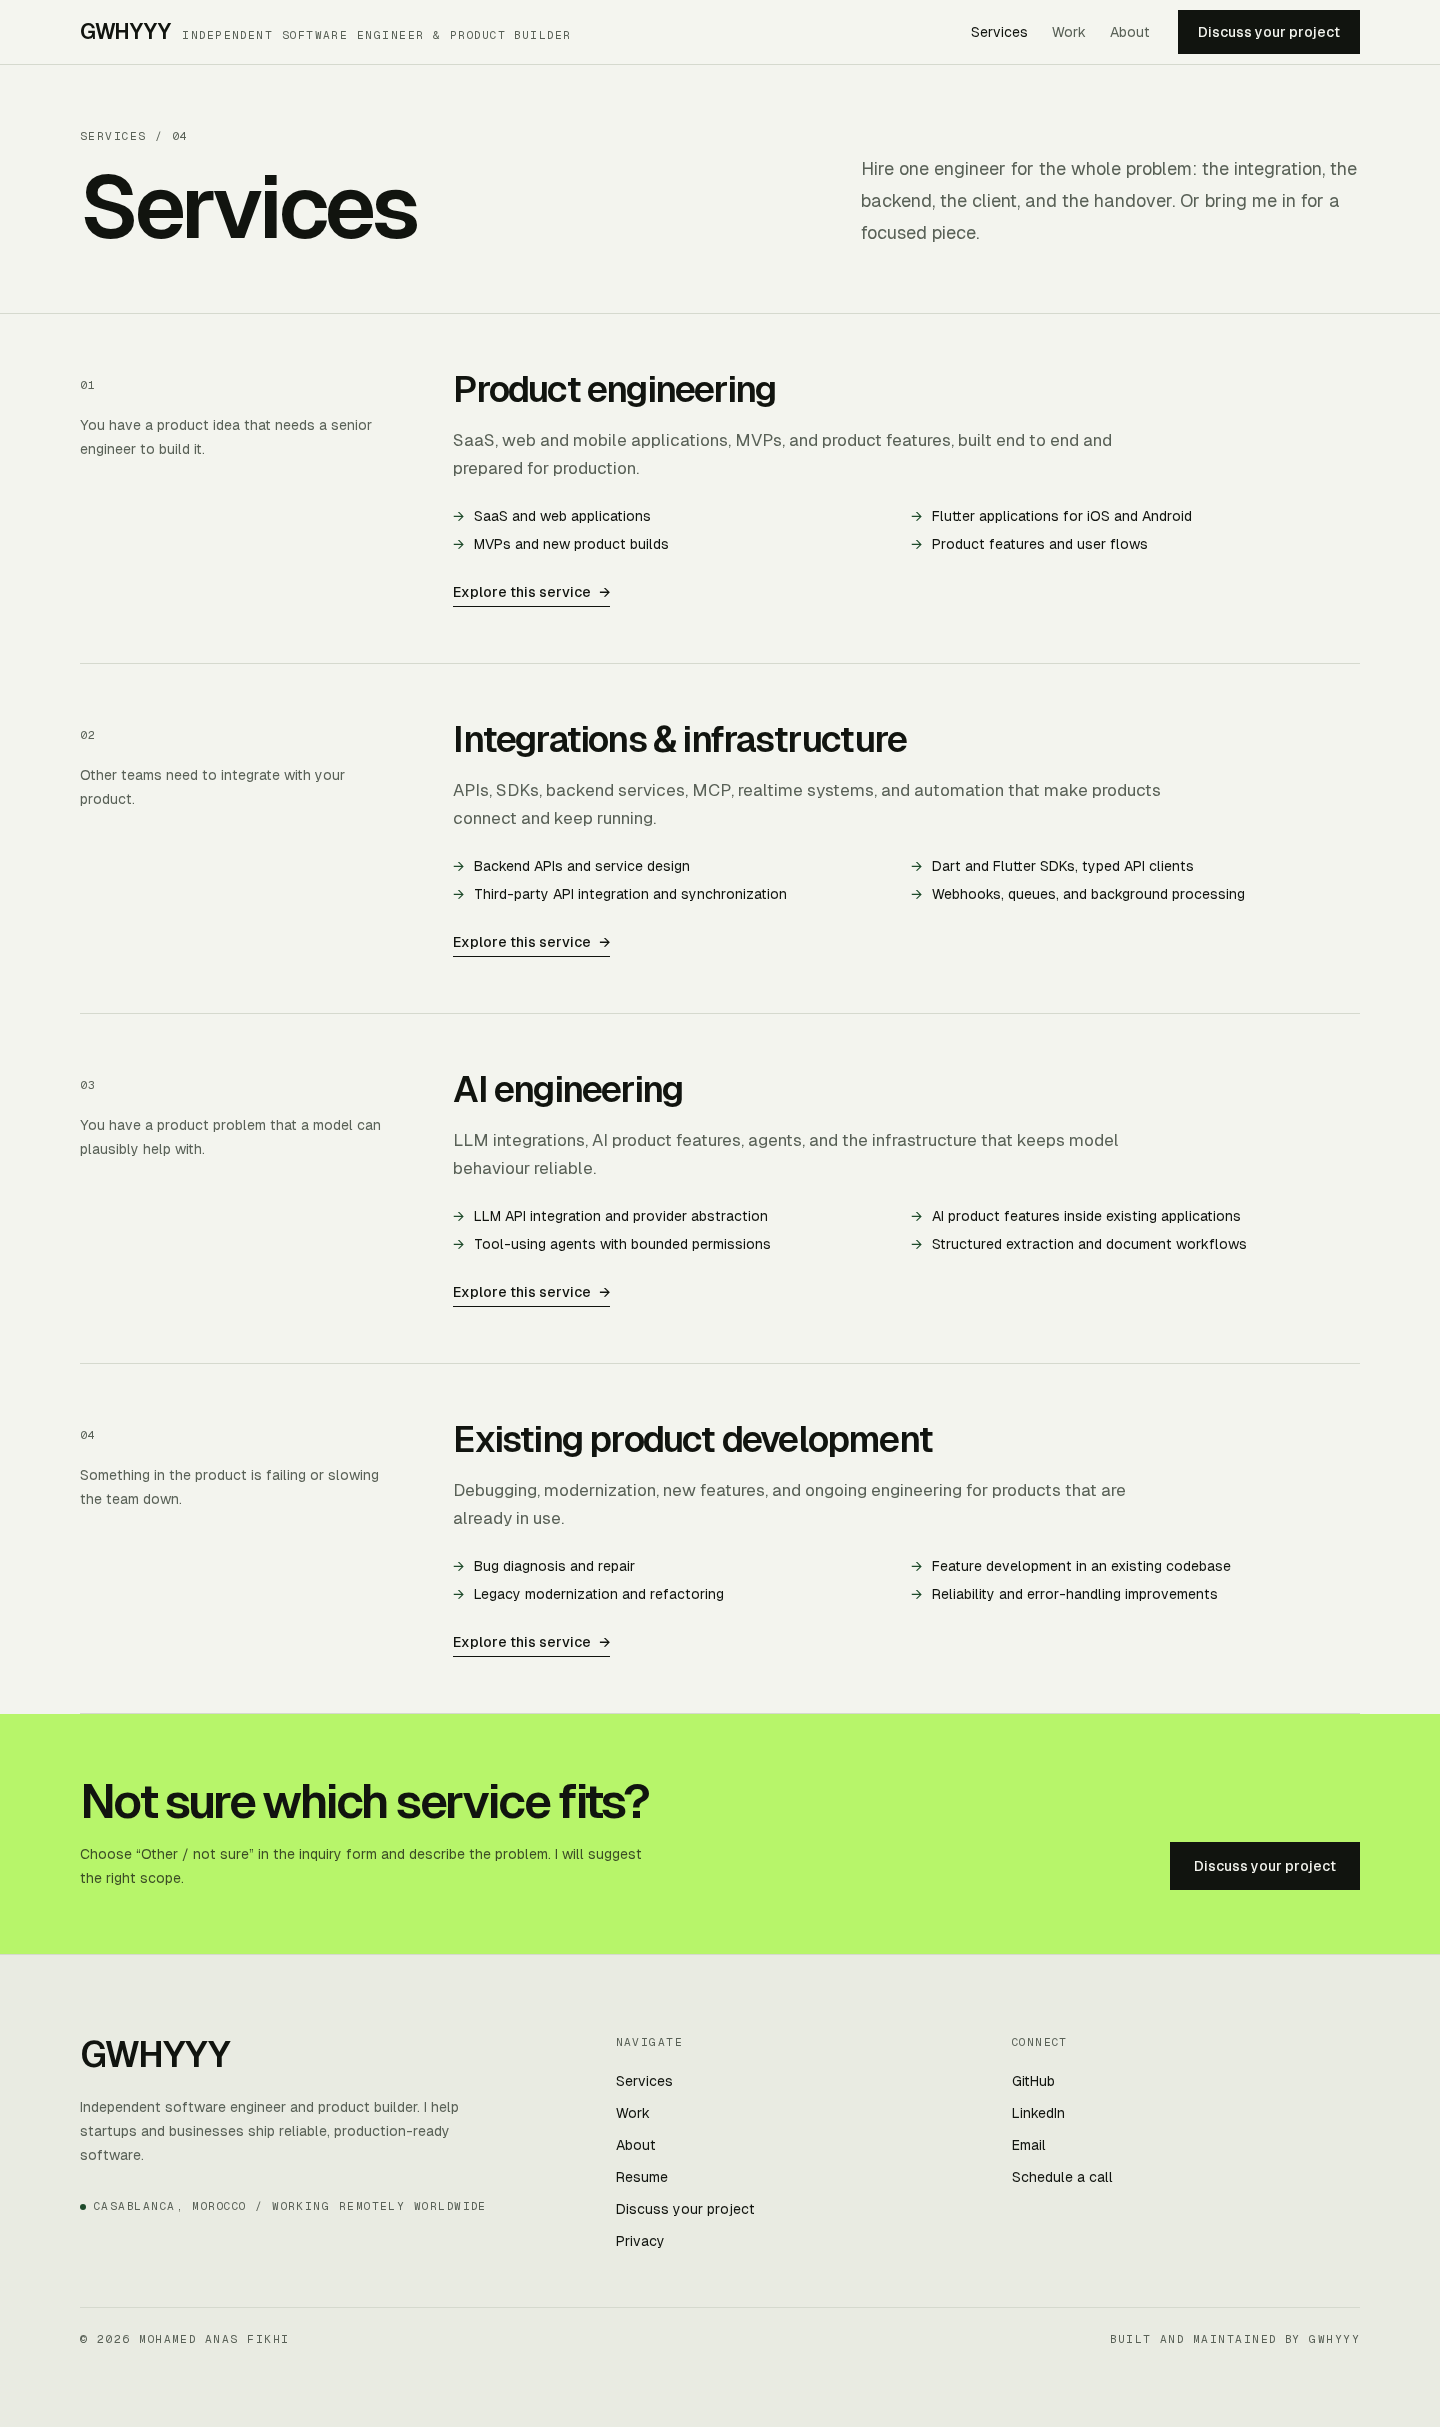 GWHYYY INDEPENDENT SOFTWARE ENGINEER & PRODUCT BUILDER
Services Work About Discuss your project
SERVICES / 04
Services
Hire one engineer for the whole problem: the integration, the
backend, the client, and the handover. Or bring me in for a
focused piece.
01
You have a product idea that needs a senior
engineer to build it.
Product engineering
SaaS, web and mobile applications, MVPs, and product features, built end to end and
prepared for production.
→ SaaS and web applications
→ Flutter applications for iOS and Android
→ MVPs and new product builds
→ Product features and user flows
Explore this service →
02
Other teams need to integrate with your
product.
Integrations & infrastructure
APIs, SDKs, backend services, MCP, realtime systems, and automation that make products
connect and keep running.
→ Backend APIs and service design
→ Dart and Flutter SDKs, typed API clients
→ Third-party API integration and synchronization
→ Webhooks, queues, and background processing
Explore this service →
03
You have a product problem that a model can
plausibly help with.
AI engineering
LLM integrations, AI product features, agents, and the infrastructure that keeps model
behaviour reliable.
→ LLM API integration and provider abstraction
→ AI product features inside existing applications
→ Tool-using agents with bounded permissions
→ Structured extraction and document workflows
Explore this service →
04
Something in the product is failing or slowing
the team down.
Existing product development
Debugging, modernization, new features, and ongoing engineering for products that are
already in use.
→ Bug diagnosis and repair
→ Feature development in an existing codebase
→ Legacy modernization and refactoring
→ Reliability and error-handling improvements
Explore this service →
Not sure which service fits?
Choose “Other / not sure” in the inquiry form and describe the problem. I will suggest
the right scope.
Discuss your project
GWHYYY
Independent software engineer and product builder. I help
startups and businesses ship reliable, production-ready
software.
CASABLANCA, MOROCCO / WORKING REMOTELY WORLDWIDE
NAVIGATE
Services
Work
About
Resume
Discuss your project
Privacy
CONNECT
GitHub
LinkedIn
Email
Schedule a call
© 2026 MOHAMED ANAS FIKHI
BUILT AND MAINTAINED BY GWHYYY